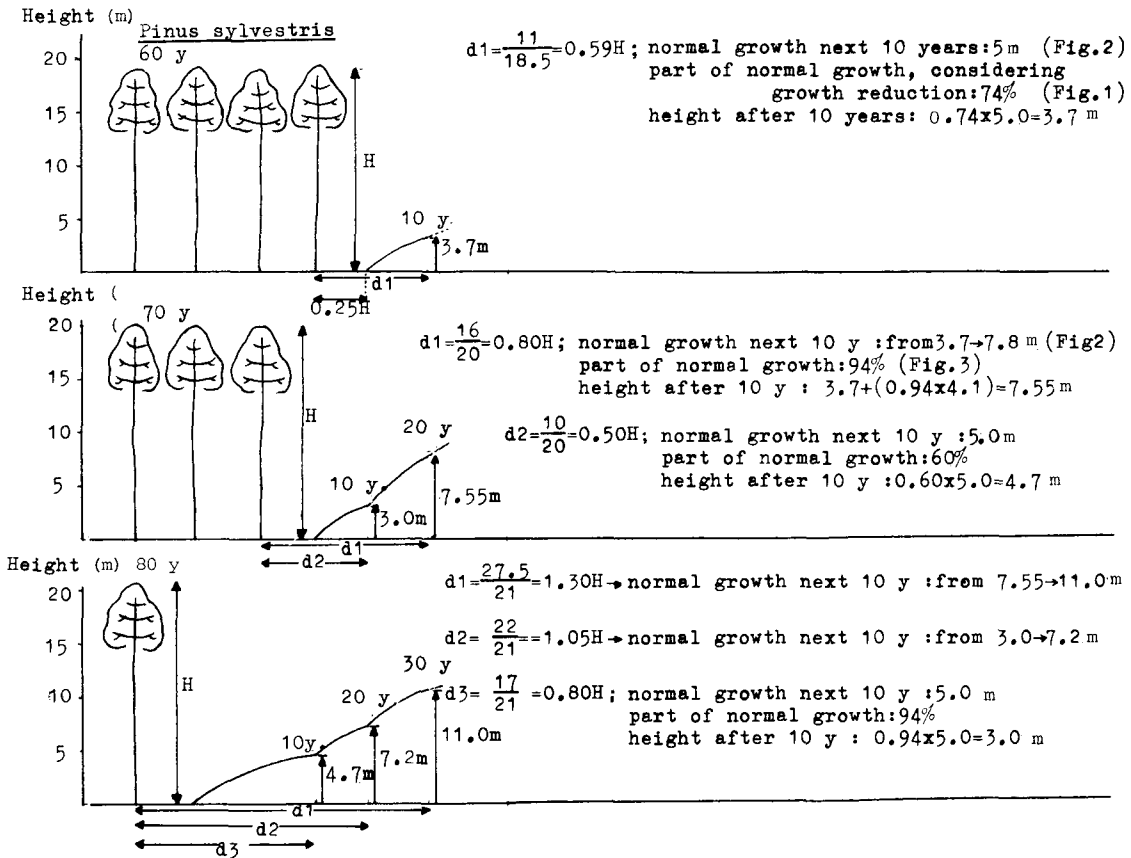 Height (m)
Pinus sylvestris
60 y
20
15
10
5
H
10 y
3.7m
d1
0.25H
d1=11/18.5=0.59H; normal growth next 10 years:5m (Fig.2)
part of normal growth, considering
growth reduction:74% (Fig.1)
height after 10 years: 0.74x5.0=3.7 m
Height (
( 70 y
20
15
10
5
H
10 y.
20 y
3.0m
7.55m
d1
d2
d1=16/20=0.80H; normal growth next 10 y :from3.7→7.8 m (Fig2)
part of normal growth:94% (Fig.3)
height after 10 y : 3.7+(0.94x4.1)=7.55 m
d2=10/20=0.50H; normal growth next 10 y :5.0m
part of normal growth:60%
height after 10 y :0.60x5.0=4.7 m
Height (m) 80 y
20
15
10
5
H
10y.
20 y
30 y
4.7m
7.2m
11.0m
d1
d2
d3
d1=27.5/21=1.30H→normal growth next 10 y :from 7.55→11.0 m
d2= 22/21==1.05H→normal growth next 10 y :from 3.0→7.2 m
d3= 17/21 =0.80H; normal growth next 10 y :5.0 m
part of normal growth:94%
height after 10 y : 0.94x5.0=3.0 m